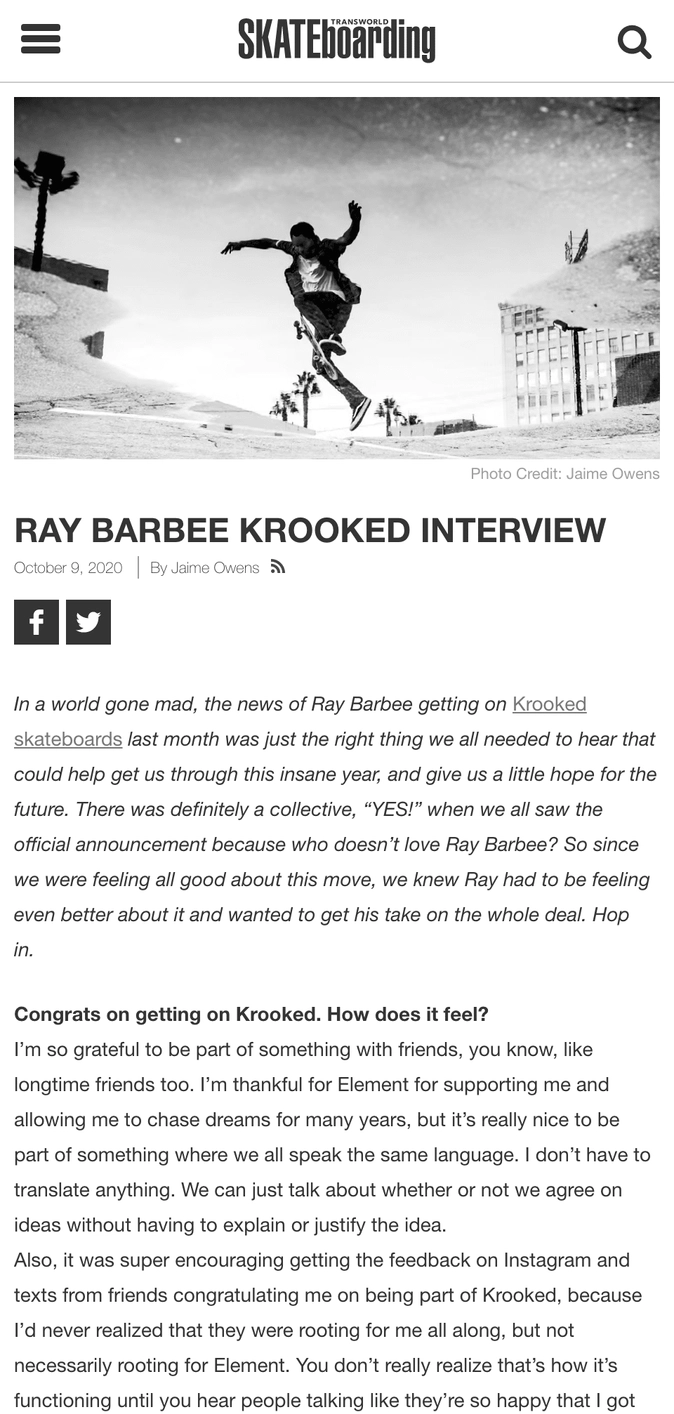 TRANSWORLD
SKATEboarding
Photo Credit: Jaime Owens
RAY BARBEE KROOKED INTERVIEW
October 9, 2020 | By Jaime Owens
In a world gone mad, the news of Ray Barbee getting on Krooked
skateboards last month was just the right thing we all needed to hear that
could help get us through this insane year, and give us a little hope for the
future. There was definitely a collective, “YES!” when we all saw the
official announcement because who doesn’t love Ray Barbee? So since
we were feeling all good about this move, we knew Ray had to be feeling
even better about it and wanted to get his take on the whole deal. Hop
in.
Congrats on getting on Krooked. How does it feel?
I’m so grateful to be part of something with friends, you know, like
longtime friends too. I’m thankful for Element for supporting me and
allowing me to chase dreams for many years, but it’s really nice to be
part of something where we all speak the same language. I don’t have to
translate anything. We can just talk about whether or not we agree on
ideas without having to explain or justify the idea.
Also, it was super encouraging getting the feedback on Instagram and
texts from friends congratulating me on being part of Krooked, because
I’d never realized that they were rooting for me all along, but not
necessarily rooting for Element. You don’t really realize that’s how it’s
functioning until you hear people talking like they’re so happy that I got